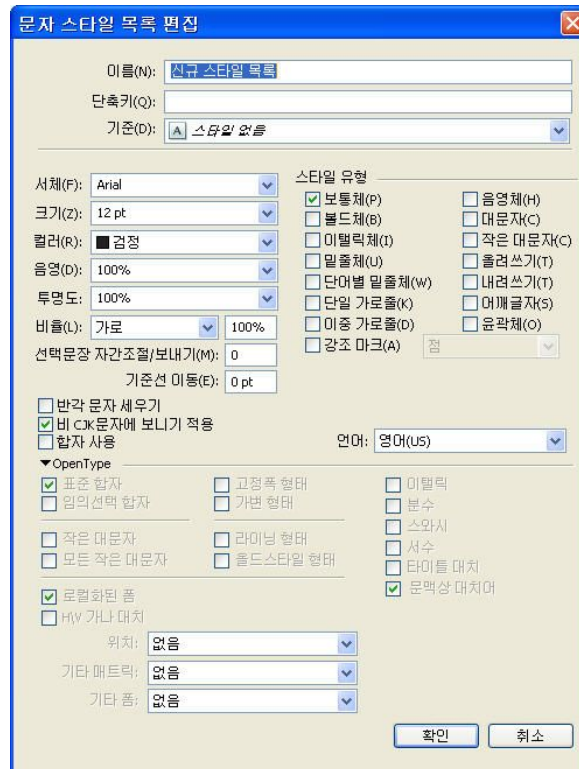 문자 스타일 목록 편집
이름(N): 신규 스타일 목록
단축키(Q):
기준(D): A 스타일 없음
서체(F): Arial
크기(Z): 12 pt
컬러(R): 검정
음영(D): 100%
투명도: 100%
비율(L): 가로 100%
선택문장 자간조절/보내기(M): 0
기준선 이동(E): 0 pt
스타일 유형
보통체(P) 음영체(H)
볼드체(B) 대문자(C)
이탤릭체(I) 작은 대문자(C)
밑줄체(U) 올려쓰기(T)
단어별 밑줄체(W) 내려쓰기(T)
단일 가로줄(K) 어깨글자(S)
이중 가로줄(D) 윤곽체(O)
강조 마크(A) 점
반각 문자 세우기
비 CJK문자에 보내기 적용
합자 사용
언어: 영어(US)
OpenType
표준 합자 고정폭 형태 이탤릭
임의선택 합자 가변 형태 분수
스와시
작은 대문자 라이닝 형태 서수
모든 작은 대문자 올드스타일 형태 타이틀 대치
로컬화된 폼 문맥상 대치어
H\V 가나 대치
위치: 없음
기타 매트릭: 없음
기타 폼: 없음
확인 취소